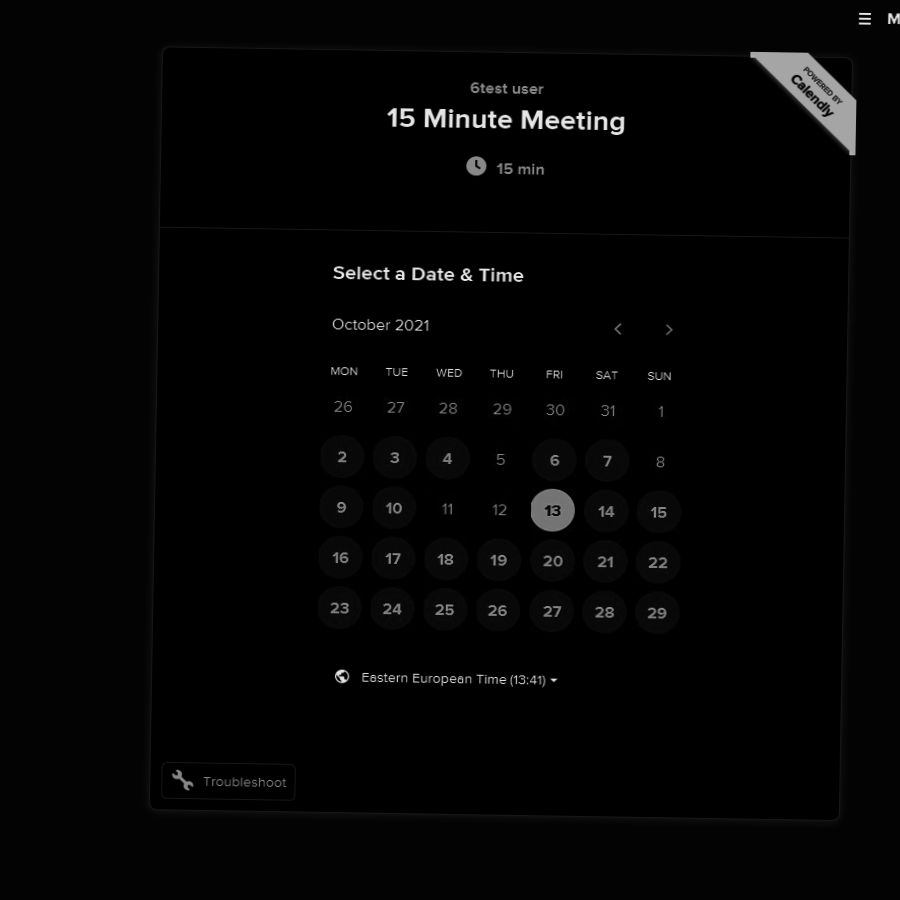 ☰ M
POWERED BY
Calendly
6test user
15 Minute Meeting
15 min
Select a Date & Time
October 2021 < >
MON TUE WED THU FRI SAT SUN
26 27 28 29 30 31 1
2 3 4 5 6 7 8
9 10 11 12 13 14 15
16 17 18 19 20 21 22
23 24 25 26 27 28 29
Eastern European Time (13:41)
Troubleshoot